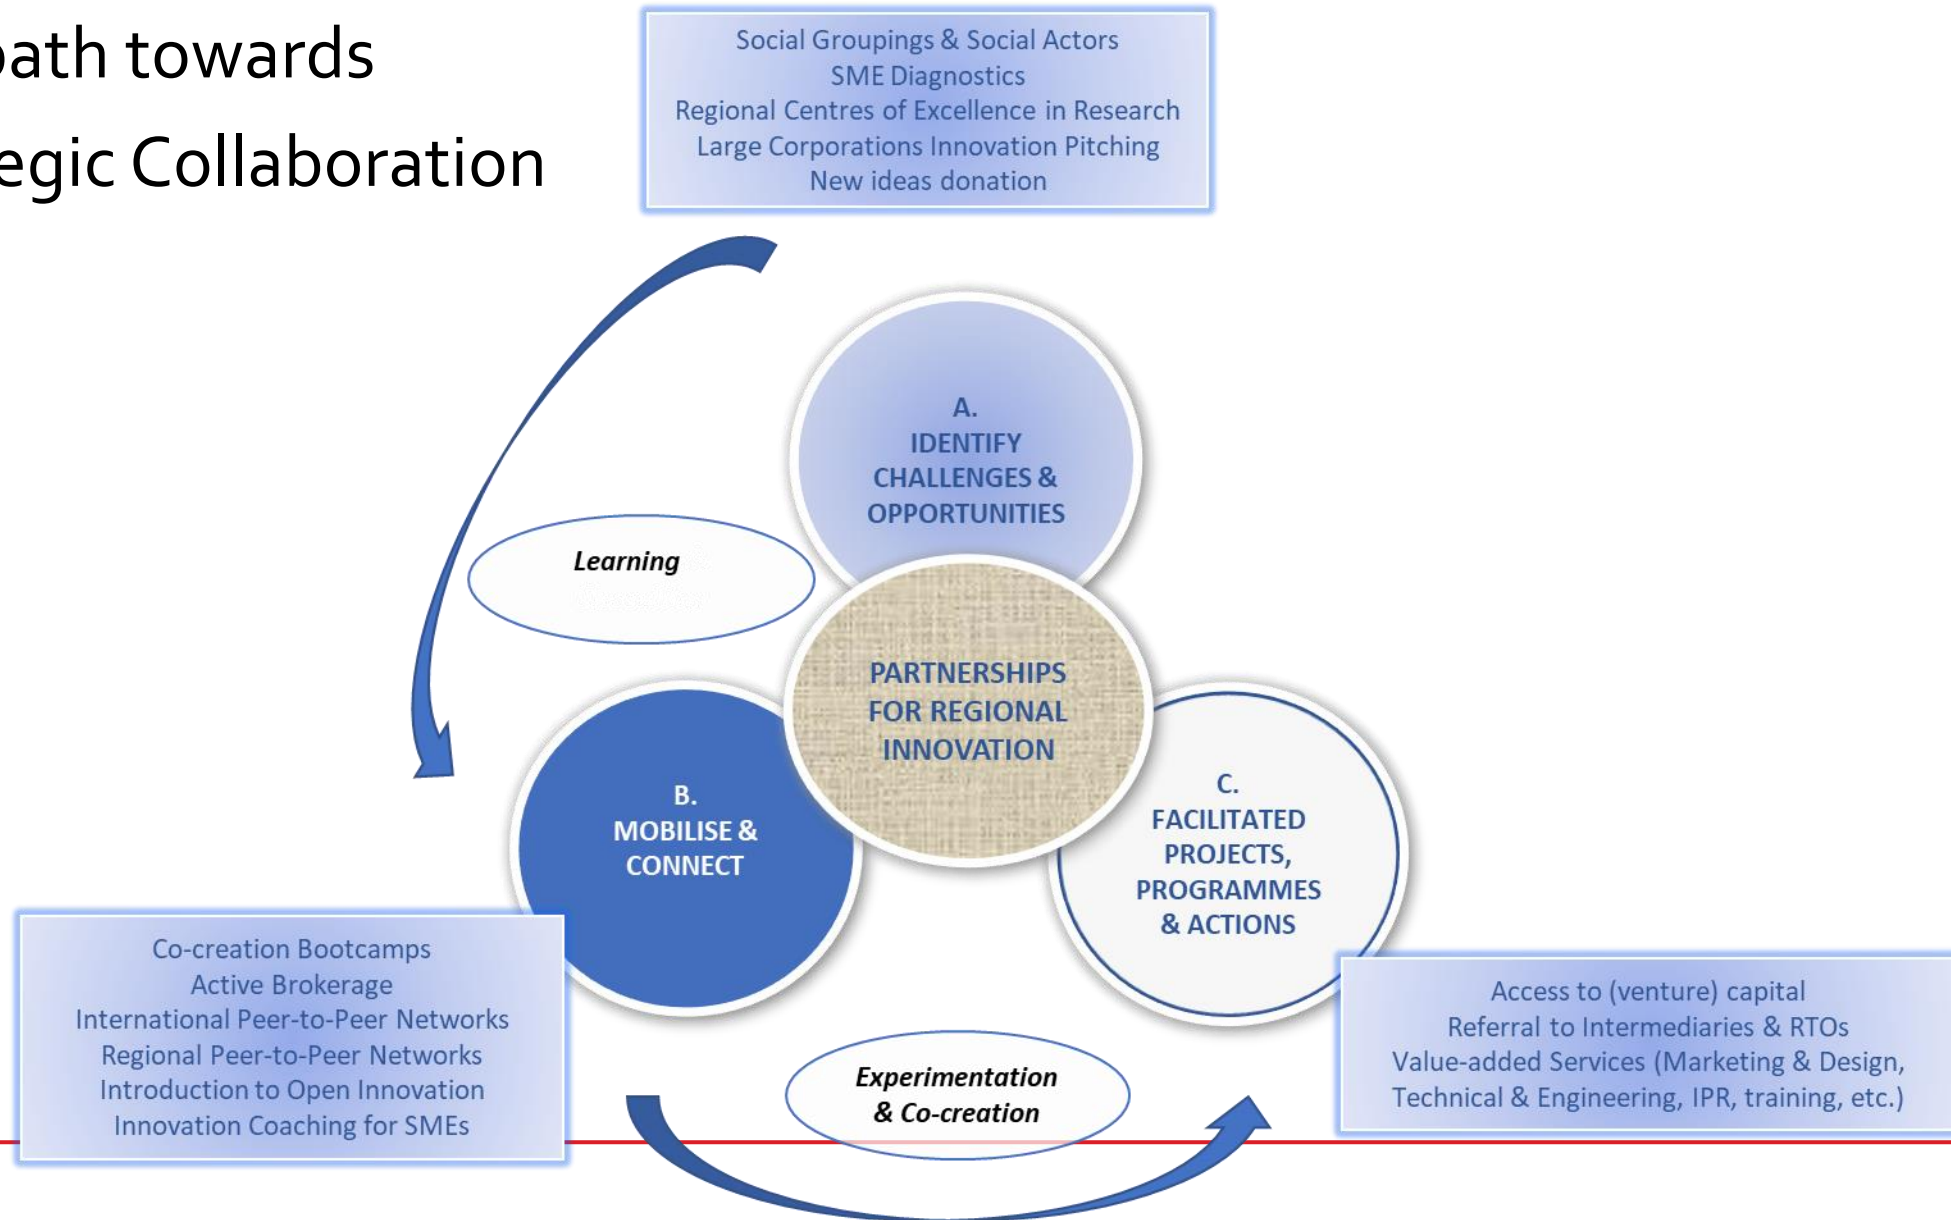 path towards
egic Collaboration
Social Groupings & Social Actors
SME Diagnostics
Regional Centres of Excellence in Research
Large Corporations Innovation Pitching
New ideas donation
A.
IDENTIFY
CHALLENGES &
OPPORTUNITIES
Learning
PARTNERSHIPS
FOR REGIONAL
INNOVATION
B.
MOBILISE &
CONNECT
C.
FACILITATED
PROJECTS,
PROGRAMMES
& ACTIONS
Co-creation Bootcamps
Active Brokerage
International Peer-to-Peer Networks
Regional Peer-to-Peer Networks
Introduction to Open Innovation
Innovation Coaching for SMEs
Experimentation
& Co-creation
Access to (venture) capital
Referral to Intermediaries & RTOs
Value-added Services (Marketing & Design,
Technical & Engineering, IPR, training, etc.)